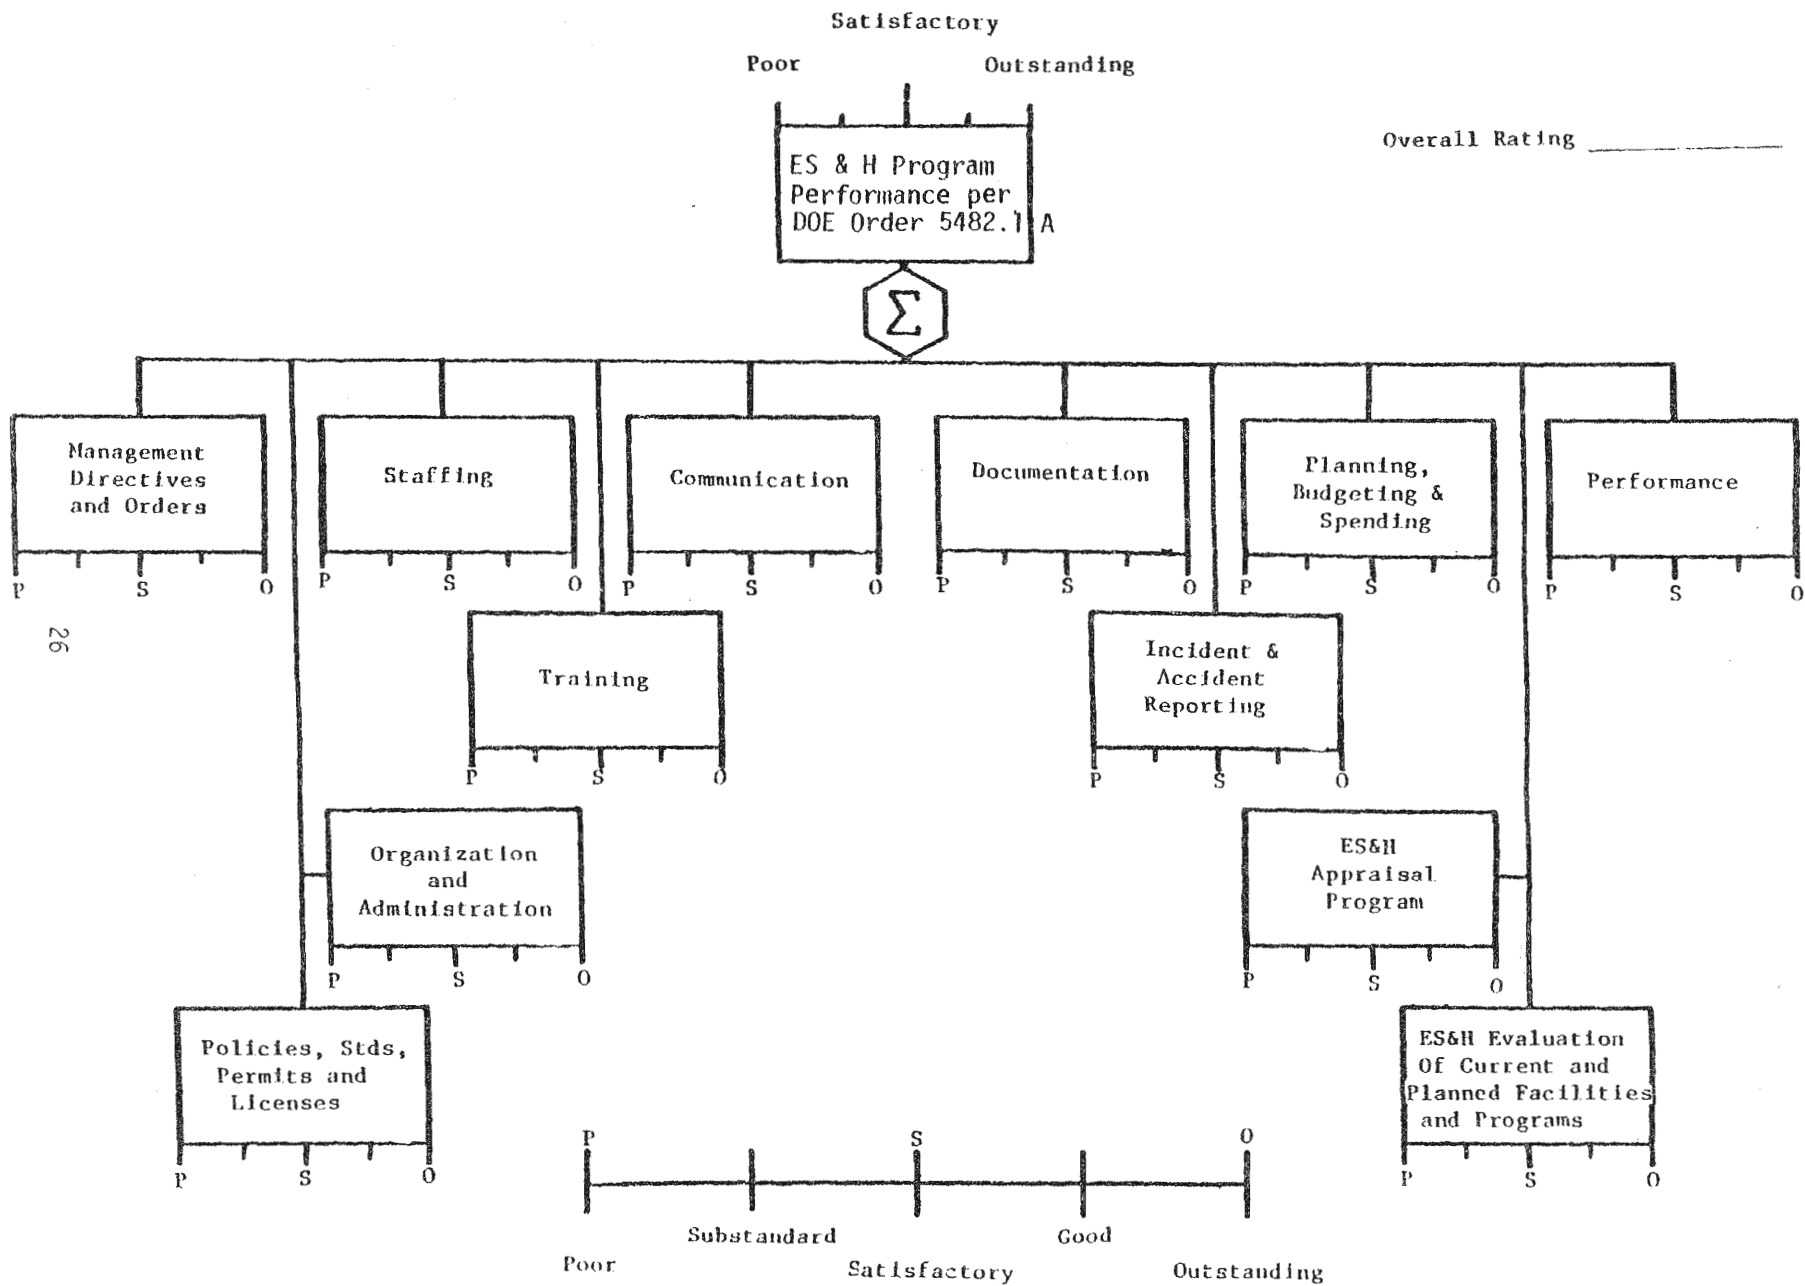 Satisfactory
Poor Outstanding
Overall Rating
ES & H Program
Performance per
DOE Order 5482.1 A
Σ
Management
Directives
and Orders
P S O
Staffing
P S O
Communication
P S O
Documentation
P S O
Planning,
Budgeting &
Spending
P S O
Performance
P S O
26
Training
P S O
Incident &
Accident
Reporting
P S O
Organization
and
Administration
P S O
ES&H
Appraisal
Program
P S O
Policies, Stds,
Permits and
Licenses
P S O
ES&H Evaluation
Of Current and
Planned Facilities
and Programs
P S O
P S O
Substandard Good
Poor Satisfactory Outstanding